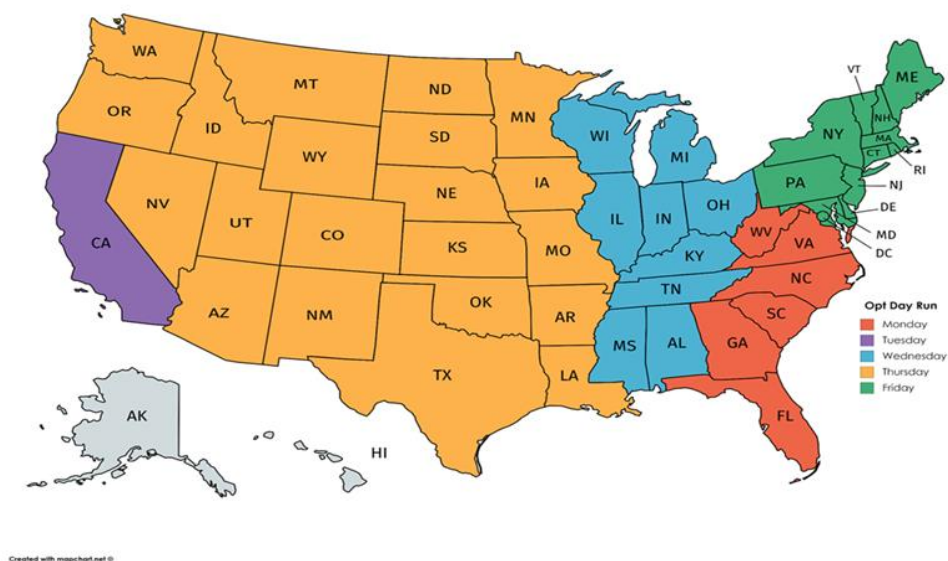 WA
MT
ND
MN
OR
ID
SD
WY
WI
MI
VT
ME
NH
NY
MA
CT
RI
IA
NE
PA
NJ
NV
UT
CO
IL
IN
OH
DE
MD
DC
CA
KS
MO
WV
VA
KY
NC
TN
AZ
NM
OK
AR
SC
MS
AL
GA
TX
LA
FL
AK
HI
Opt Day Run
Monday
Tuesday
Wednesday
Thursday
Friday
Created with mapchart.net ©